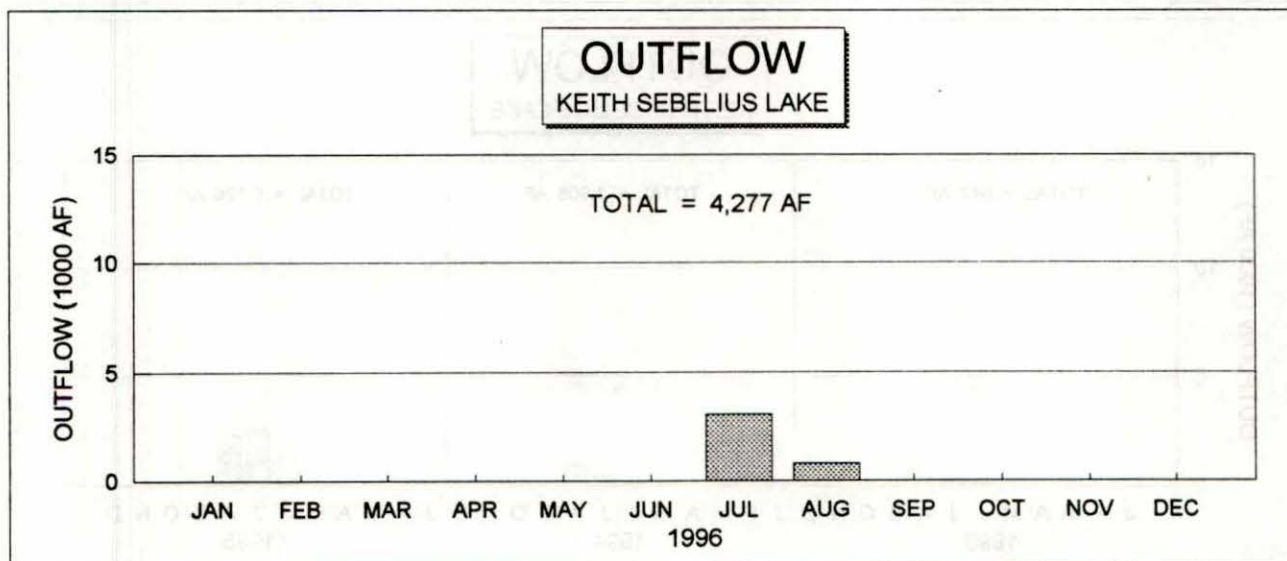 OUTFLOW
KEITH SEBELIUS LAKE
OUTFLOW (1000 AF)
15
TOTAL = 4,277 AF
10
5
0
JAN FEB MAR APR MAY JUN JUL AUG SEP OCT NOV DEC
1996